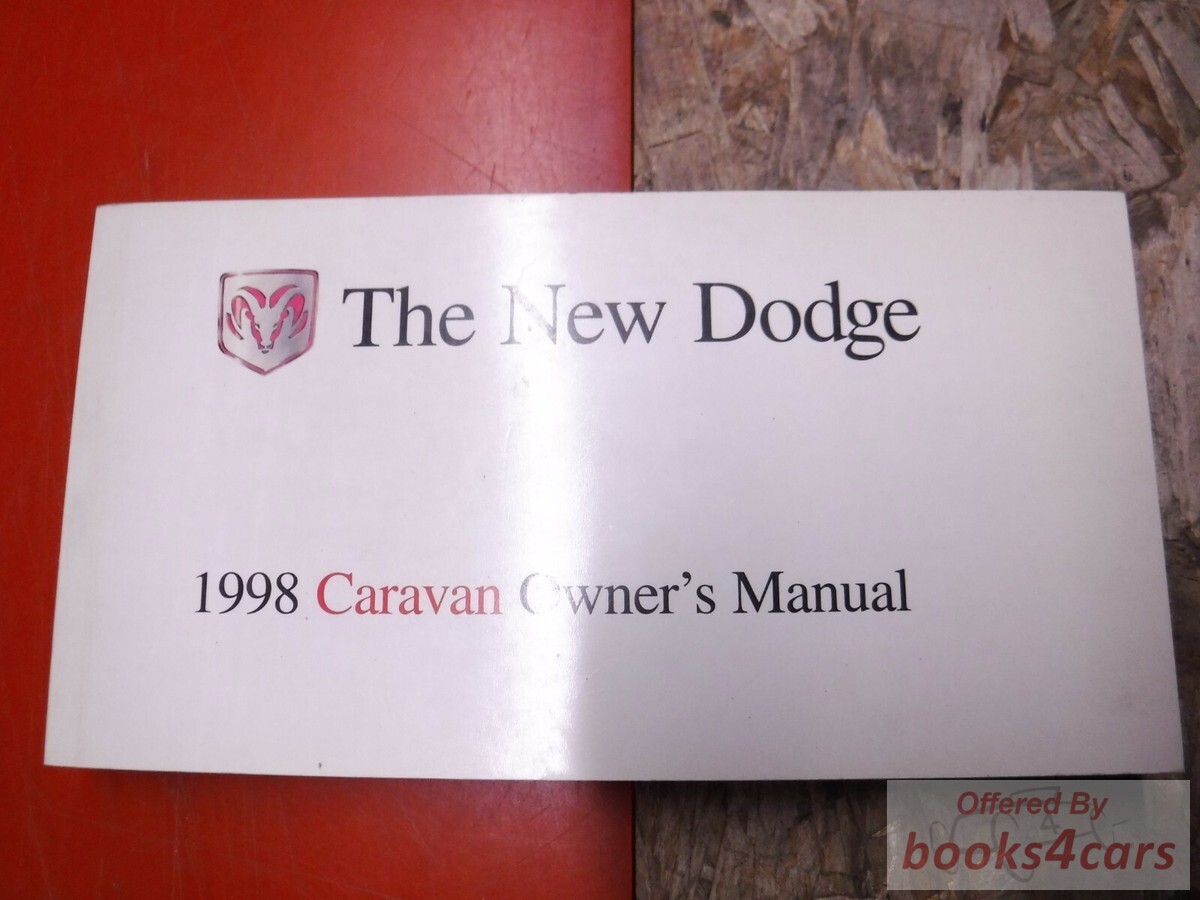 The New Dodge
1998 Caravan Owner's Manual
Offered By
books4cars